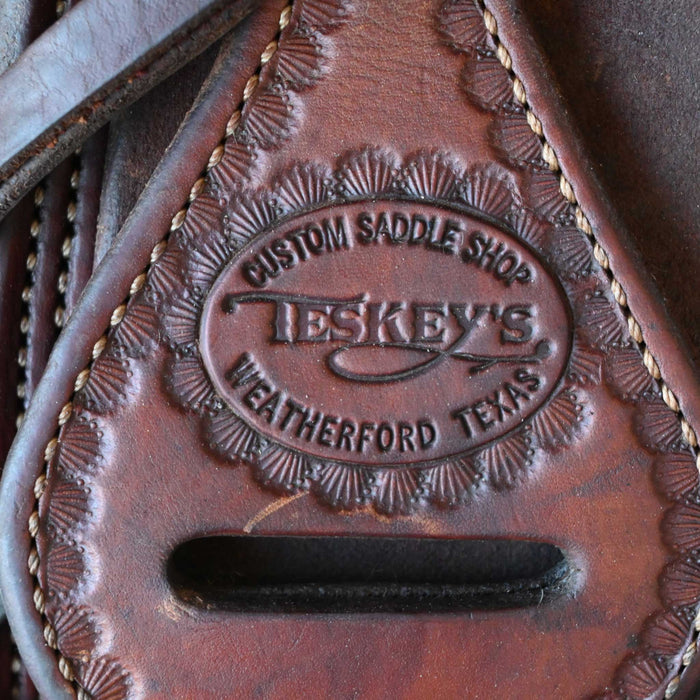 CUSTOM SADDLE SHOP
TESKEY'S
WEATHERFORD TEXAS